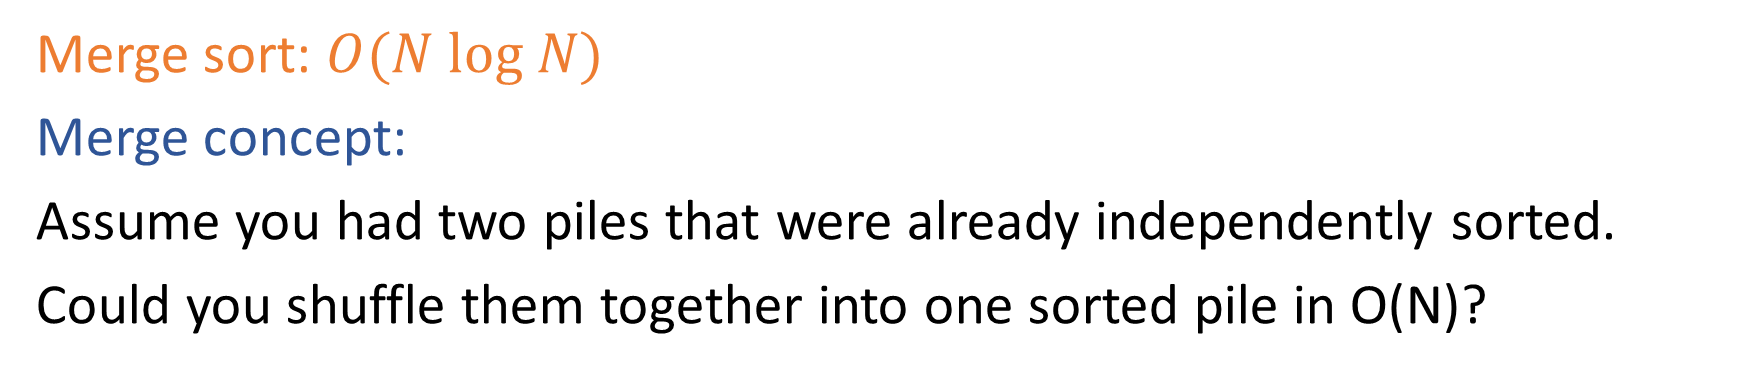 Merge sort: O(N log N)
Merge concept:
Assume you had two piles that were already independently sorted.
Could you shuffle them together into one sorted pile in O(N)?